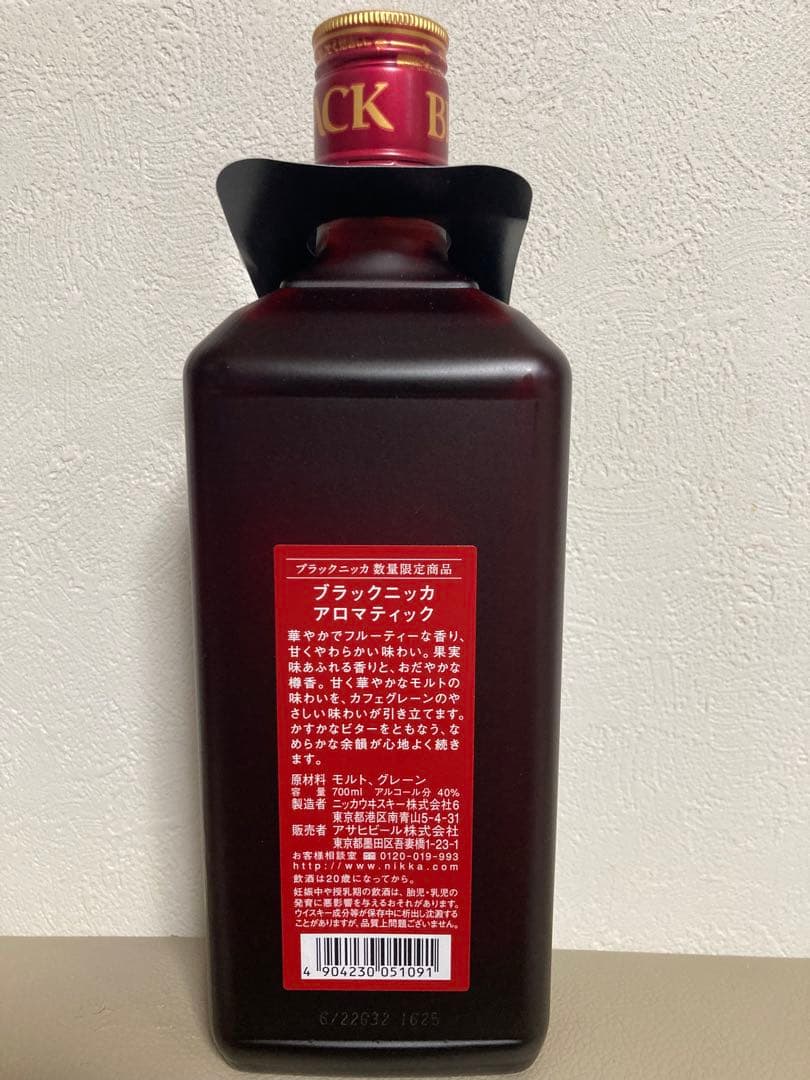 ACK B
ブラックニッカ 数量限定商品
ブラックニッカ
アロマティック
華やかでフルーティーな香り、
甘くやわらかい味わい。果実
味あふれる香りと、おだやかな
樽香。甘く華やかなモルトの
味わいを、カフェグレーンのや
さしい味わいが引き立てます。
かすかなビターをともなう、な
めらかな余韻が心地よく続き
ます。
原材料 モルト、グレーン
容 量 700ml アルコール分 40%
製造者 ニッカウヰスキー株式会社6
東京都港区南青山5-4-31
販売者 アサヒビール株式会社
東京都墨田区吾妻橋1-23-1
お客様相談室 0120-019-993
http://www.nikka.com
飲酒は20歳になってから。
妊娠中や授乳期の飲酒は、胎児・乳児の
発育に悪影響を与えるおそれがあります。
ウイスキー成分等が保存中に析出し沈澱する
ことがありますが、品質上問題ございません。
4 904230 051091
6/22G32 1625